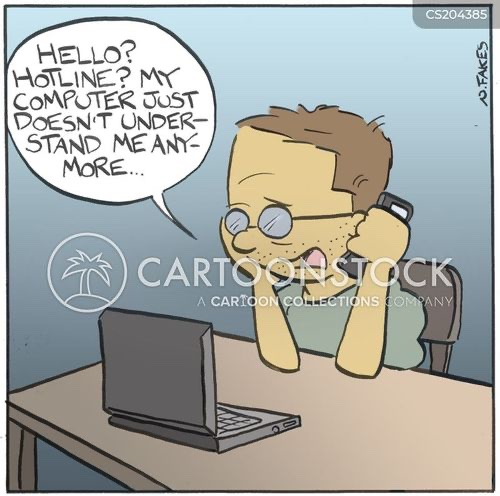 CS204385
HELLO?
HOTLINE? MY
COMPUTER JUST
DOESN'T UNDER-
STAND ME ANY-
MORE...
N.FAKES
CARTOONSTOCK
A CARTOON COLLECTIONS COMPANY